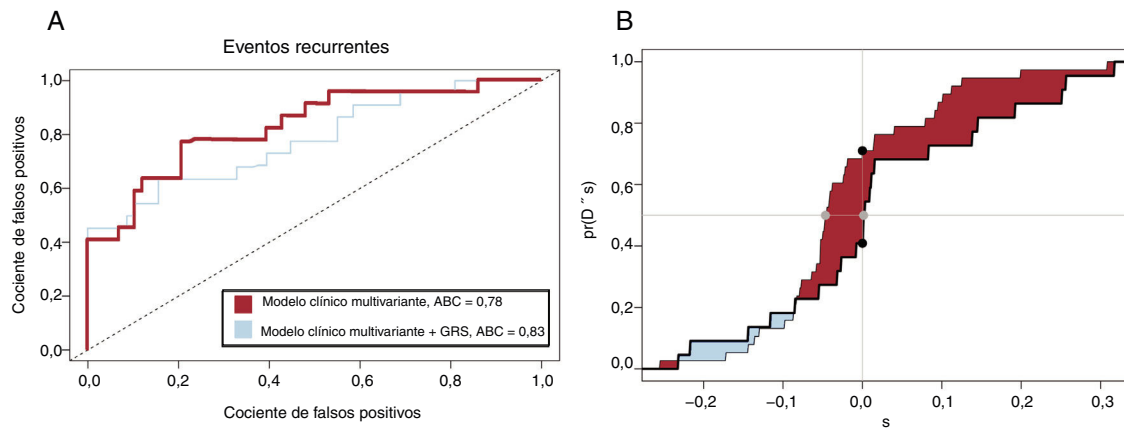 A
Eventos recurrentes
Cociente de falsos positivos
1,0
0,8
0,6
0,4
0,2
0,0
Modelo clínico multivariante, ABC = 0,78
Modelo clínico multivariante + GRS, ABC = 0,83
0,0 0,2 0,4 0,6 0,8 1,0
Cociente de falsos positivos
B
pr(D ˝ s)
1,0
0,8
0,6
0,4
0,2
0,0
−0,2 −0,1 0,0 0,1 0,2 0,3
s